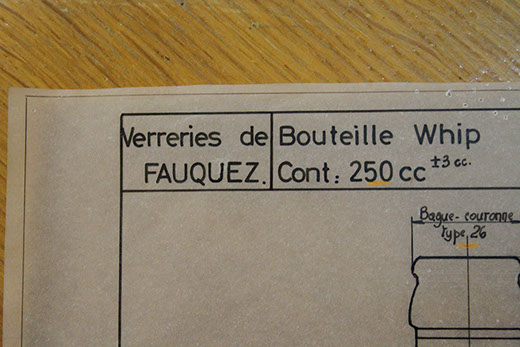 Verreries de
FAUQUEZ.
Bouteille Whip
Cont: 250 cc ±3 cc.
Bague-couronne
type 26